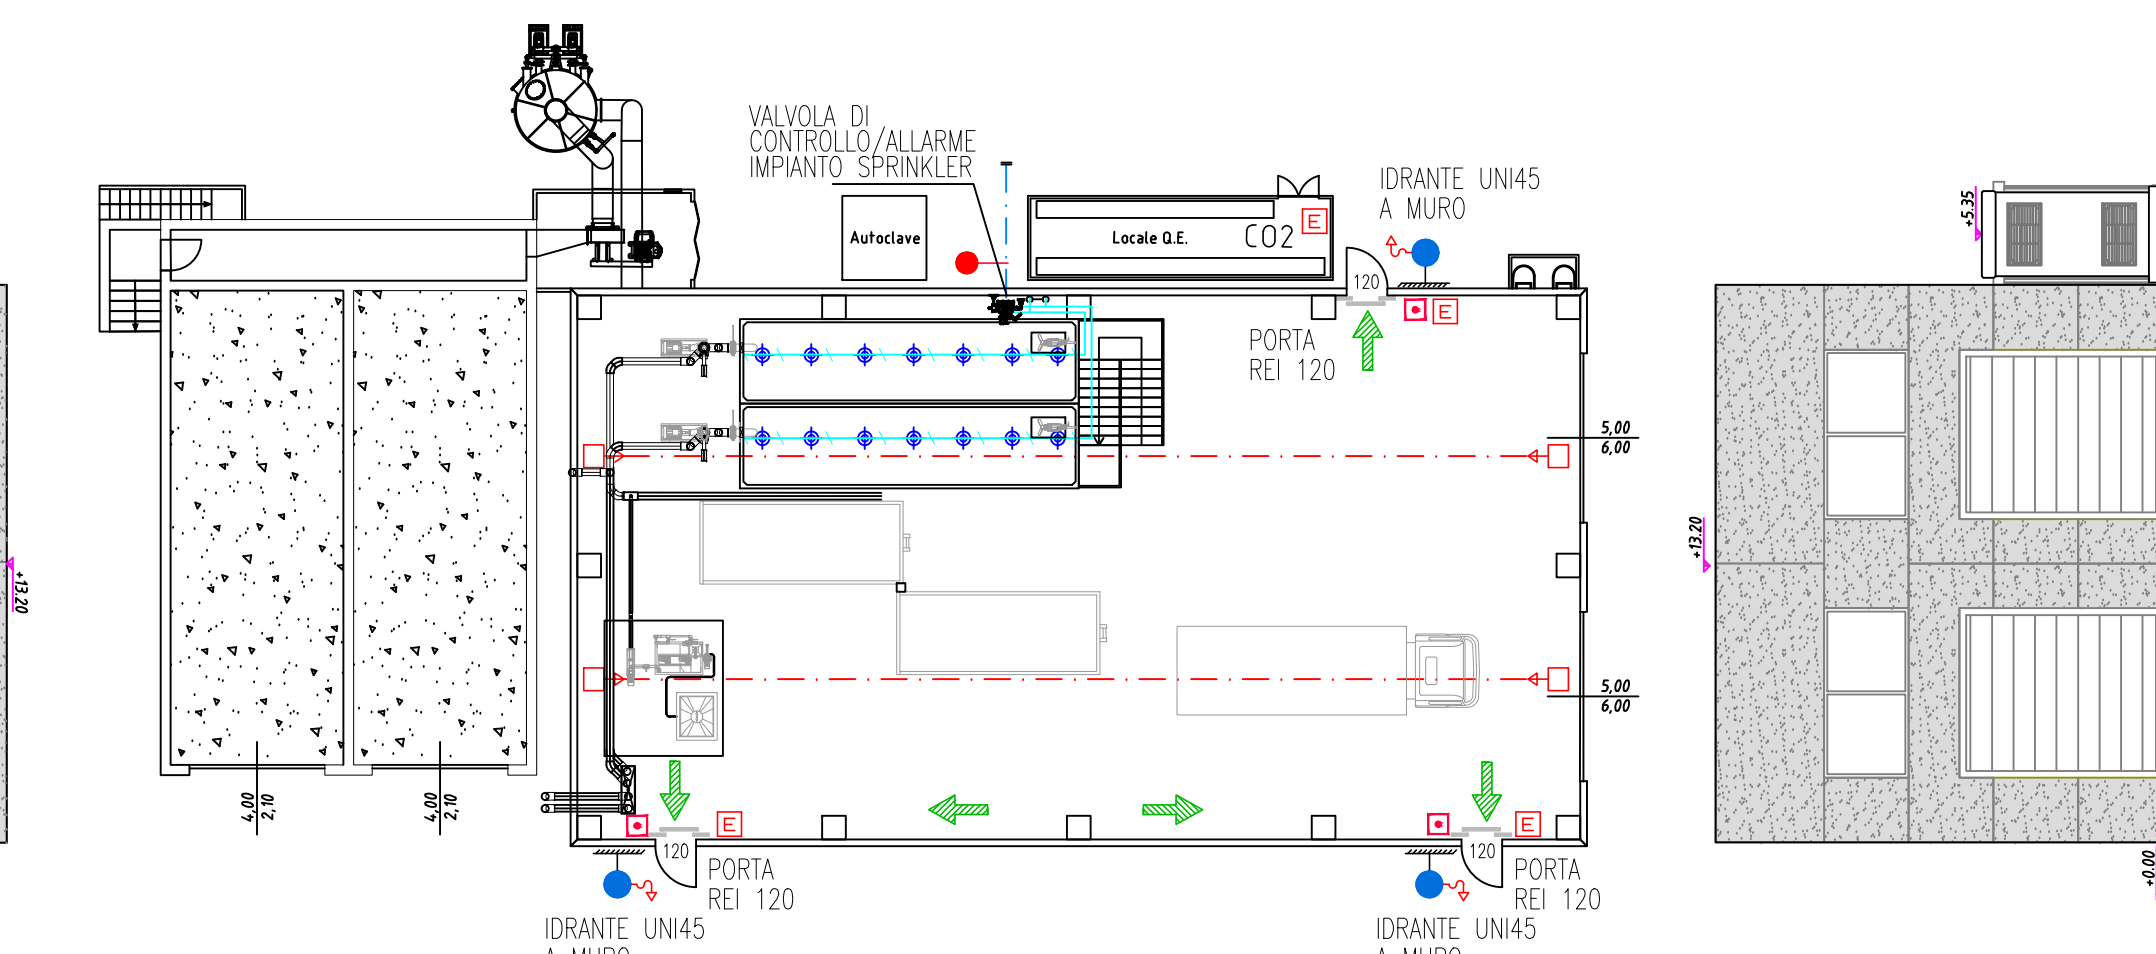 VALVOLA DI
CONTROLLO/ALLARME
IMPIANTO SPRINKLER
IDRANTE UNI45
A MURO
+5.35
Autoclave
Locale Q.E.
CO2
E
120
E
PORTA
REI 120
5,00
6,00
+13.20
+13.20
5,00
6,00
4,00
2,10
4,00
2,10
E
E
120
PORTA
REI 120
120
PORTA
REI 120
+0.00
IDRANTE UNI45
A MURO
IDRANTE UNI45
A MURO